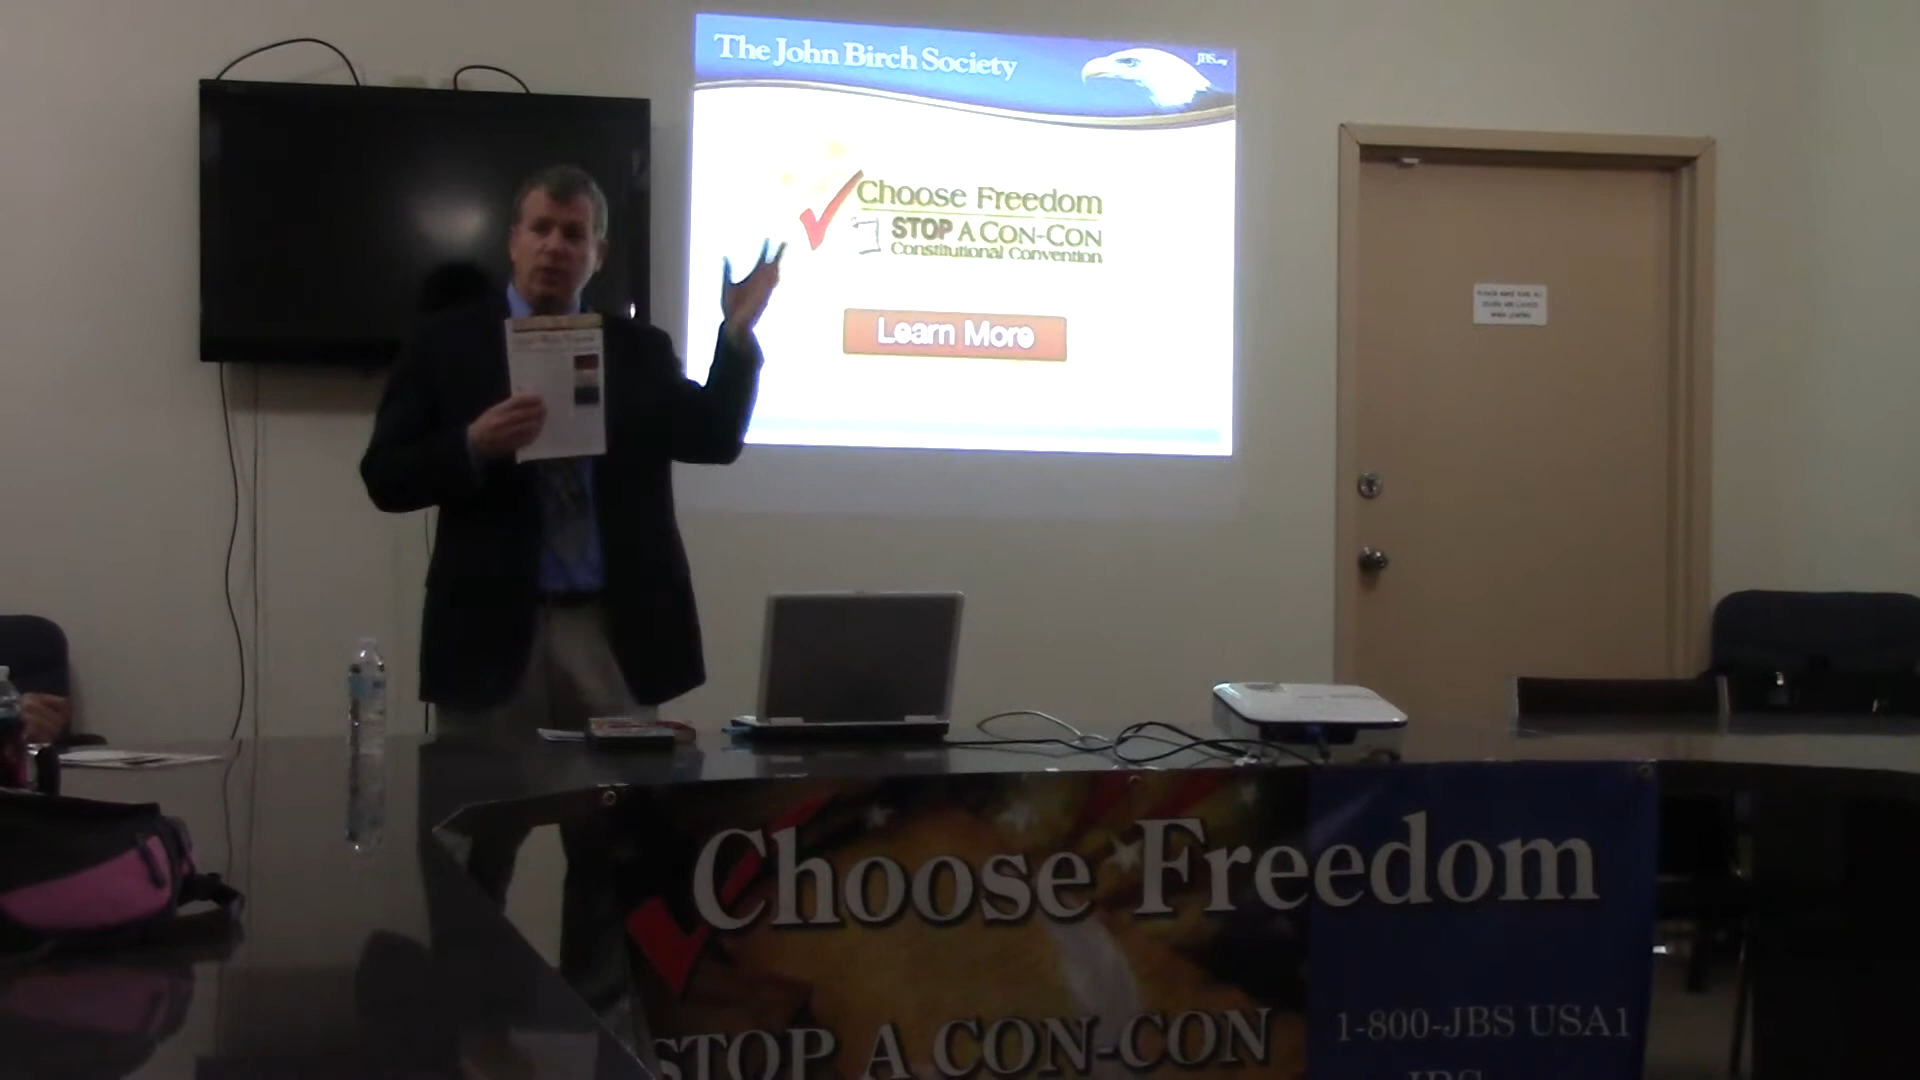 The John Birch Society
JBS.org
Choose Freedom
STOP A CON-CON
Constitutional Convention
Learn More
Choose Freedom
STOP A CON-CON
1-800-JBS USA1
JBS